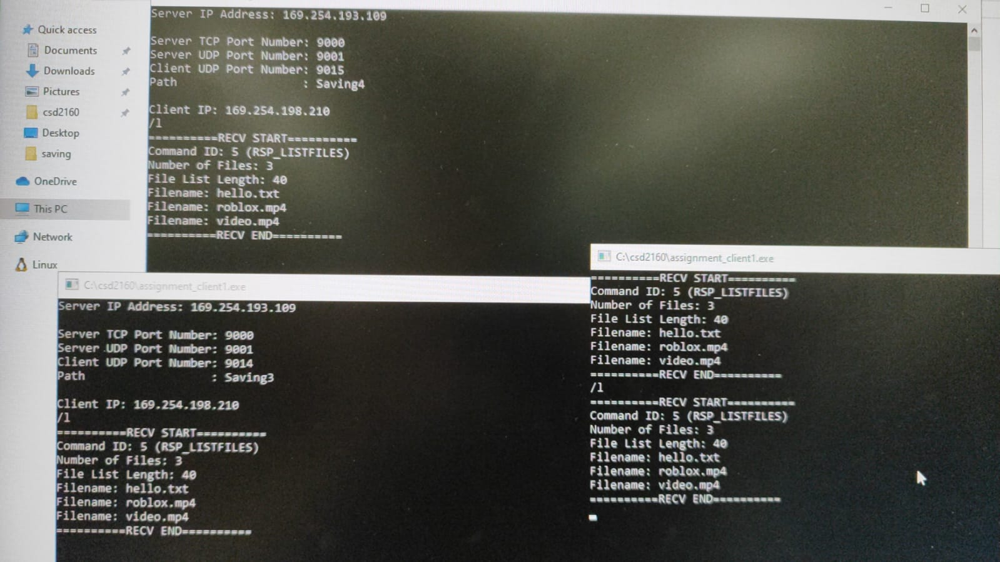 Quick access
Documents
Downloads
Pictures
csd2160
Desktop
saving
OneDrive
This PC
Network
Linux
Server IP Address: 169.254.193.109
Server TCP Port Number: 9000
Server UDP Port Number: 9001
Client UDP Port Number: 9015
Path : Saving4
Client IP: 169.254.198.210
/l
==========RECV START==========
Command ID: 5 (RSP_LISTFILES)
Number of Files: 3
File List Length: 40
Filename: hello.txt
Filename: roblox.mp4
Filename: video.mp4
==========RECV END==========
C:\csd2160\assignment_client1.exe
Server IP Address: 169.254.193.109
Server UDP Port Number: 9001
Server TCP Port Number: 9000
Client UDP Port Number: 9014
Path : Saving3
Client IP: 169.254.198.210
/l
==========RECV START==========
Command ID: 5 (RSP_LISTFILES)
Number of Files: 3
File List Length: 40
Filename: hello.txt
Filename: roblox.mp4
Filename: video.mp4
==========RECV END==========
C:\csd2160\assignment_client1.exe
==========RECV START==========
Command ID: 5 (RSP_LISTFILES)
Number of Files: 3
File List Length: 40
Filename: hello.txt
Filename: roblox.mp4
Filename: video.mp4
==========RECV END==========
/l
==========RECV START==========
Command ID: 5 (RSP_LISTFILES)
Number of Files: 3
File List Length: 40
Filename: hello.txt
Filename: roblox.mp4
Filename: video.mp4
==========RECV END==========